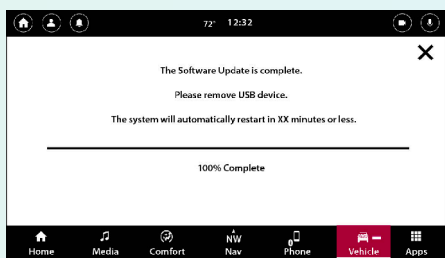 72° 12:32
The Software Update is complete.
Please remove USB device.
The system will automatically restart in XX minutes or less.
100% Complete
NW
0
Home Media Comfort Nav Phone Vehicle Apps